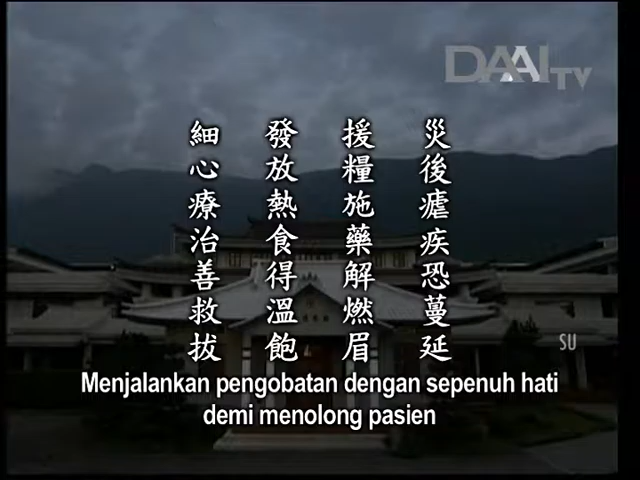 DAAI TV
災後瘧疾恐蔓延
援糧施藥解燃眉
發放熱食得溫飽
細心療治善救拔
SU
Menjalankan pengobatan dengan sepenuh hati
demi menolong pasien